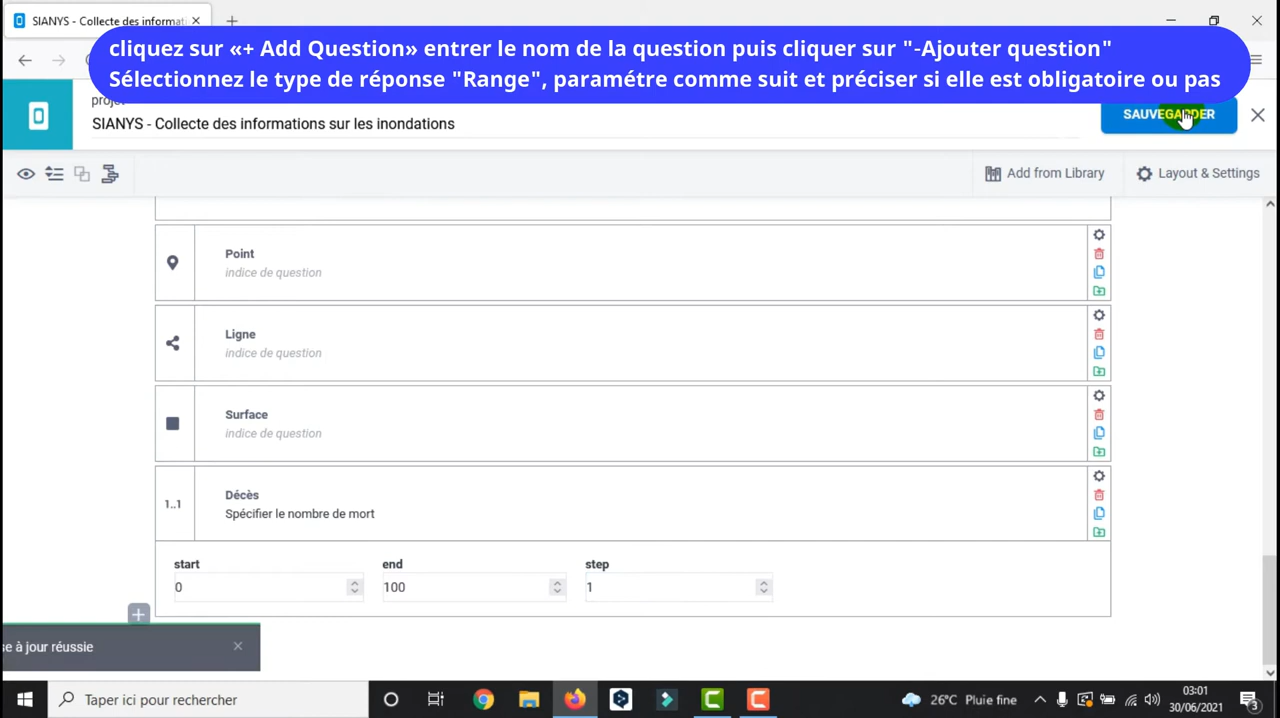 SIANYS - Collecte des informat
cliquez sur «+ Add Question» entrer le nom de la question puis cliquer sur "-Ajouter question"
Sélectionnez le type de réponse "Range", paramétre comme suit et préciser si elle est obligatoire ou pas
projet
SIANYS - Collecte des informations sur les inondations
SAUVEGARDER
Add from Library
Layout & Settings
Point
indice de question
Ligne
indice de question
Surface
indice de question
1..1
Décès
Spécifier le nombre de mort
start
end
step
0
100
1
se à jour réussie
Taper ici pour rechercher
26°C Pluie fine
03:01
30/06/2021
3